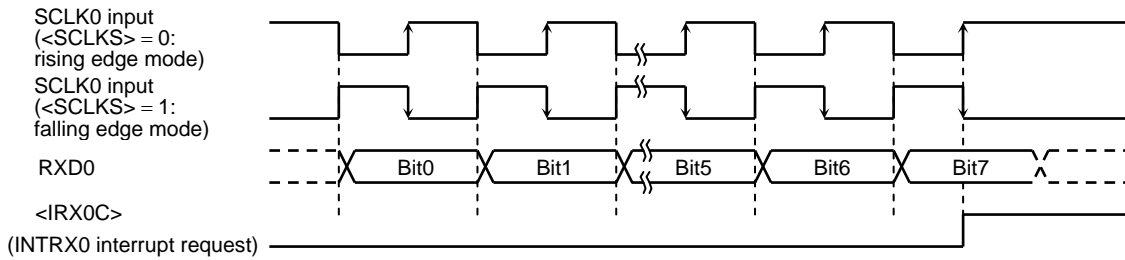 SCLK0 input
(<SCLKS> = 0:
rising edge mode)
SCLK0 input
(<SCLKS> = 1:
falling edge mode)
RXD0
Bit0
Bit1
Bit5
Bit6
Bit7
<IRX0C>
(INTRX0 interrupt request)